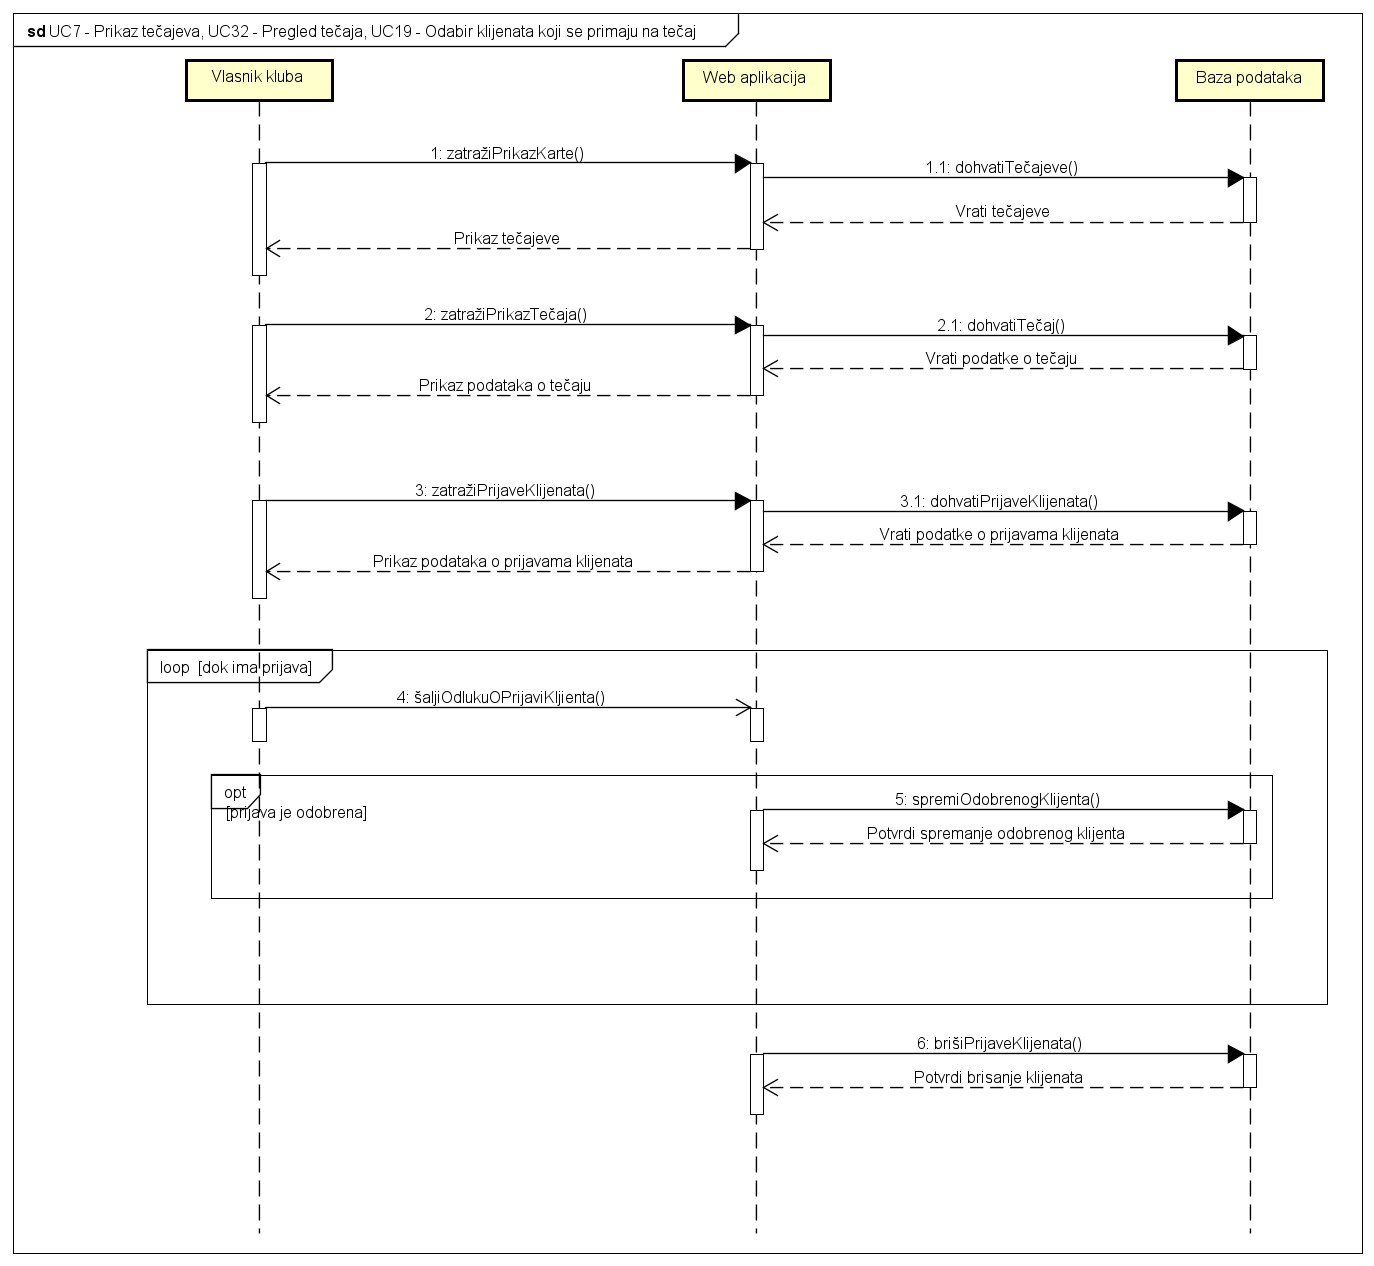 sd UC7 - Prikaz tečajeva, UC32 - Pregled tečaja, UC19 - Odabir klijenata koji se primaju na tečaj
Vlasnik kluba
Web aplikacija
Baza podataka
1: zatražiPrikazKarte()
1.1: dohvatiTečajeve()
Vrati tečajeve
Prikaz tečajeve
2: zatražiPrikazTečaja()
2.1: dohvatiTečaj()
Vrati podatke o tečaju
Prikaz podataka o tečaju
3: zatražiPrijaveKlijenata()
3.1: dohvatiPrijaveKlijenata()
Vrati podatke o prijavama klijenata
Prikaz podataka o prijavama klijenata
loop [dok ima prijava]
4: šaljiOdlukuOPrijaviKljienta()
opt
[prijava je odobrena]
5: spremiOdobrenogKlijenta()
Potvrdi spremanje odobrenog klijenta
6: brišiPrijaveKlijenata()
Potvrdi brisanje klijenata